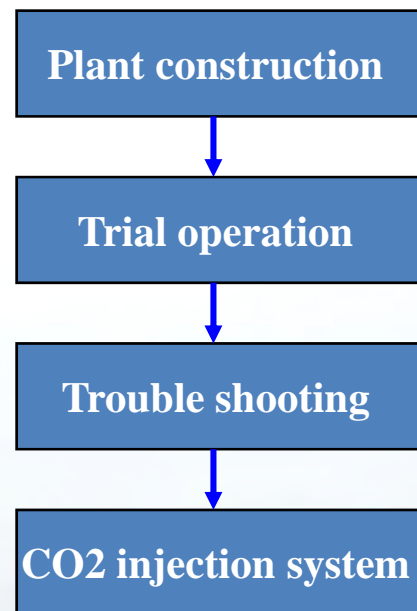 Plant construction
Trial operation
Trouble shooting
CO2 injection system